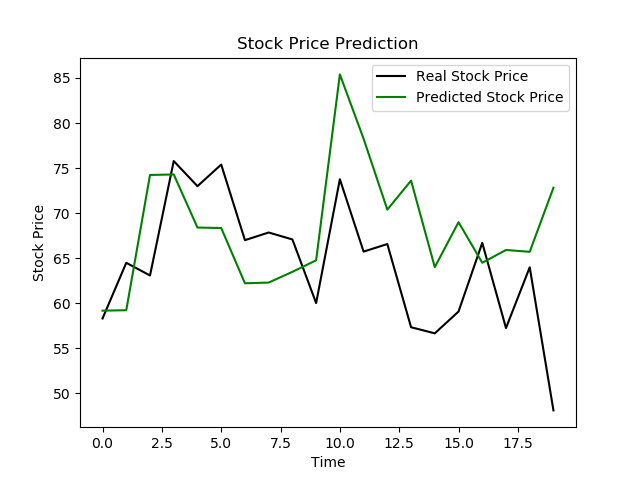 Stock Price Prediction
Real Stock Price
Predicted Stock Price
Stock Price
85
80
75
70
65
60
55
50
0.0 2.5 5.0 7.5 10.0 12.5 15.0 17.5
Time